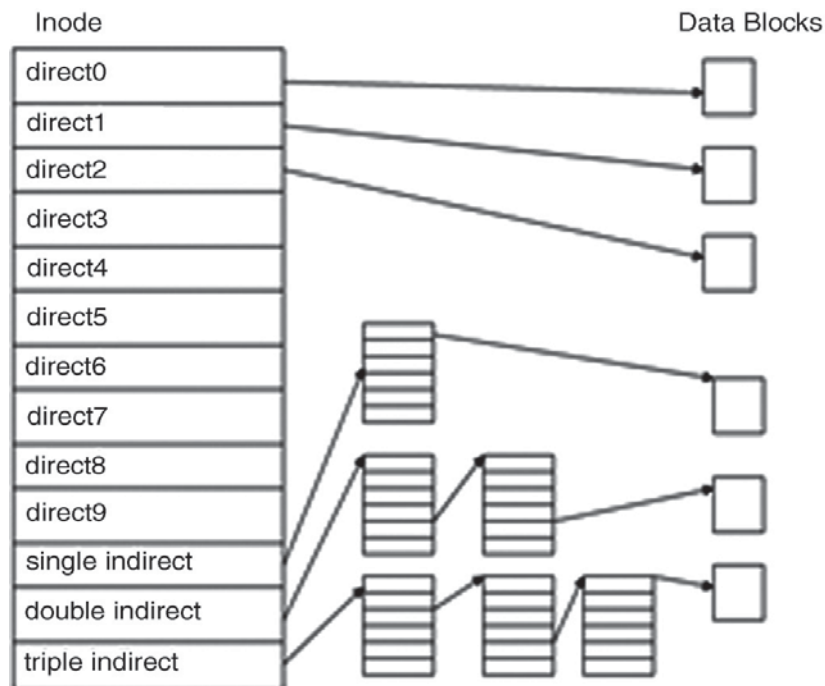 Inode
Data Blocks
direct0
direct1
direct2
direct3
direct4
direct5
direct6
direct7
direct8
direct9
single indirect
double indirect
triple indirect